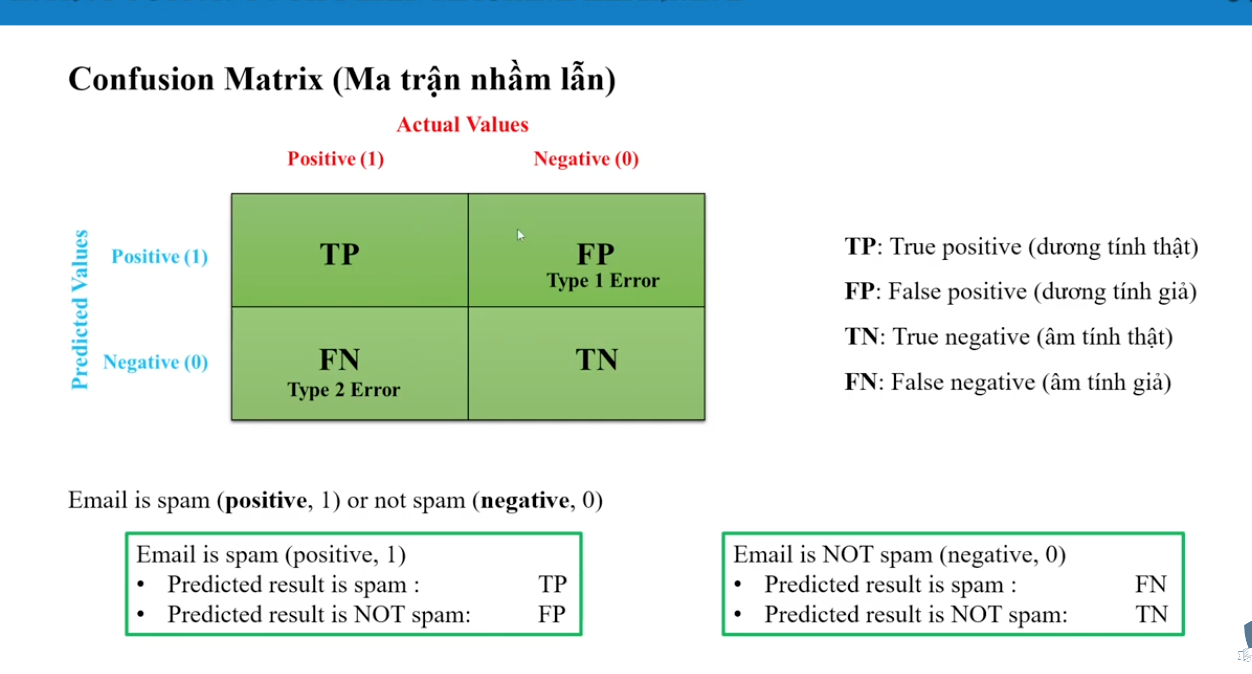 Confusion Matrix (Ma trận nhầm lẫn)
Actual Values
Positive (1) Negative (0)
Predicted Values
Positive (1) TP FP
Type 1 Error
Negative (0) FN TN
Type 2 Error
TP: True positive (dương tính thật)
FP: False positive (dương tính giả)
TN: True negative (âm tính thật)
FN: False negative (âm tính giả)
Email is spam (positive, 1) or not spam (negative, 0)
Email is spam (positive, 1)
• Predicted result is spam : TP
• Predicted result is NOT spam: FP
Email is NOT spam (negative, 0)
• Predicted result is spam : FN
• Predicted result is NOT spam: TN